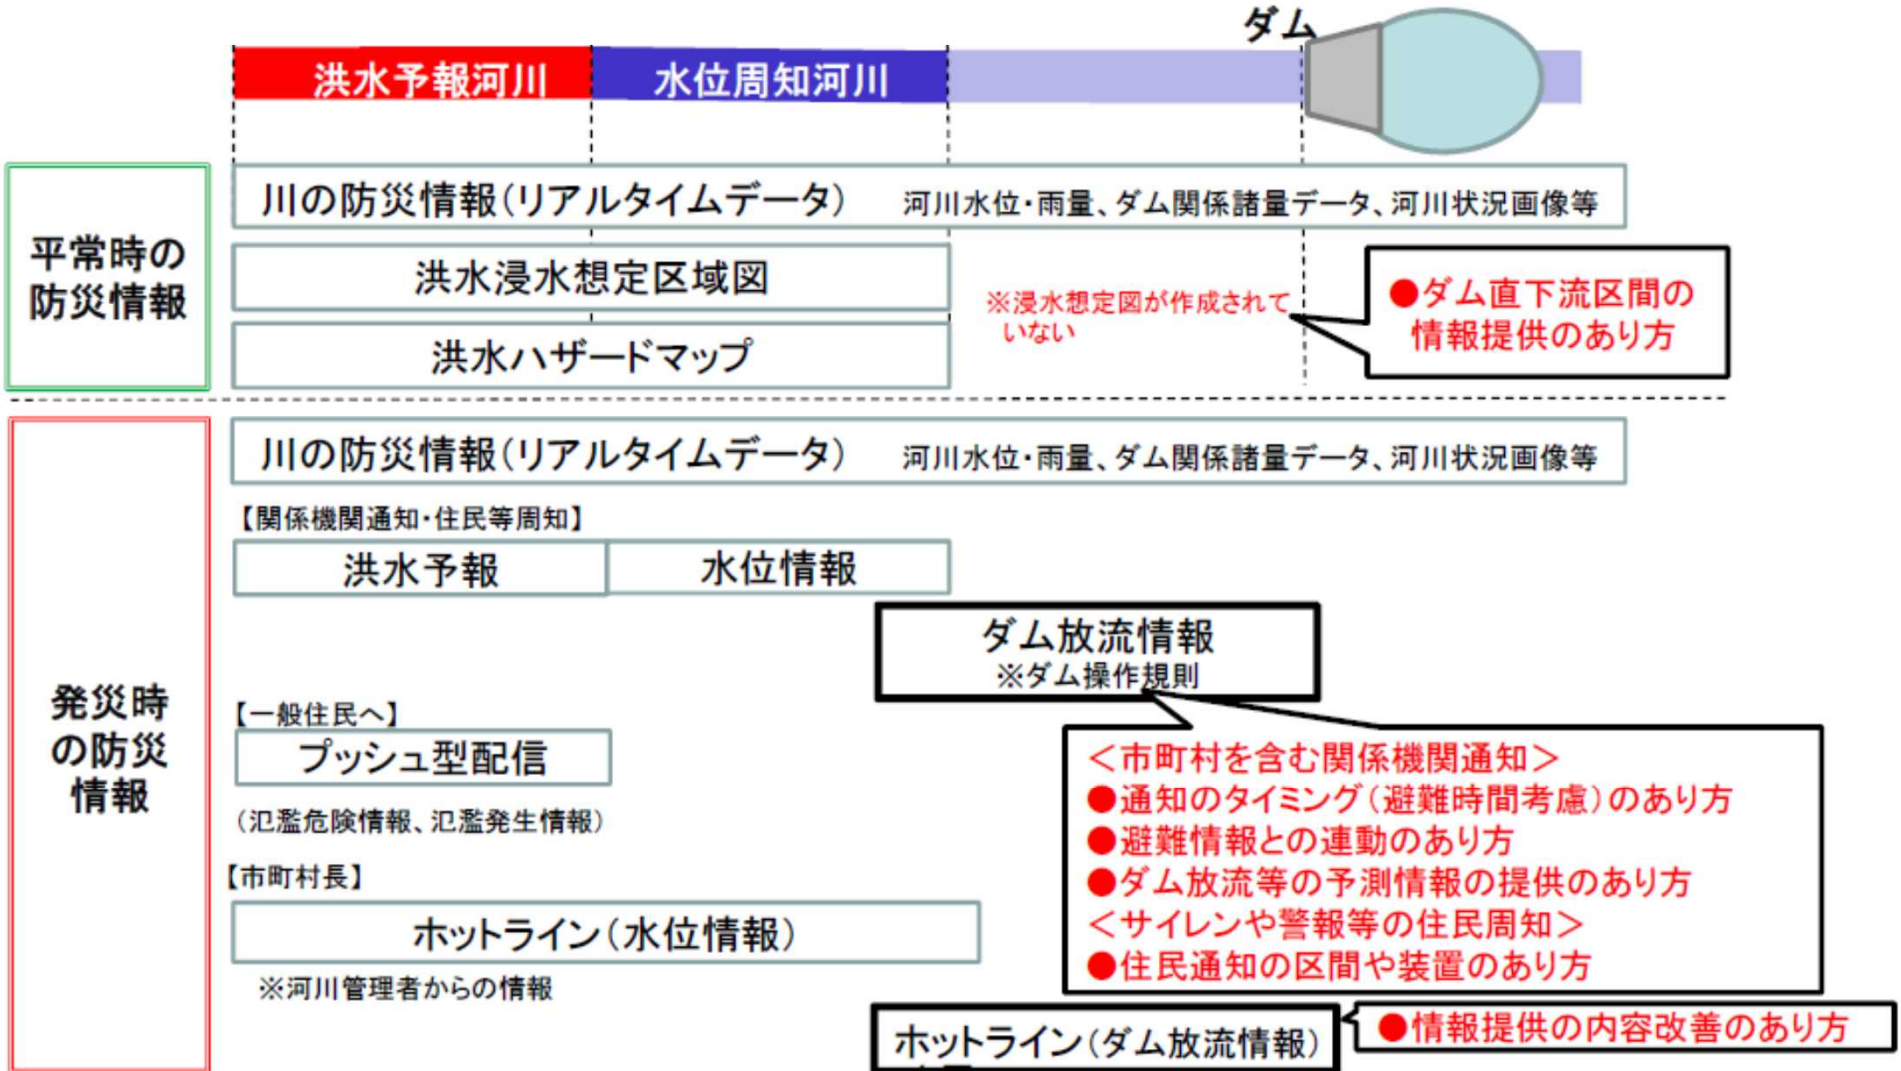 ダム
洪水予報河川
水位周知河川
平常時の
防災情報
川の防災情報(リアルタイムデータ) 河川水位・雨量、ダム関係諸量データ、河川状況画像等
洪水浸水想定区域図
洪水ハザードマップ
※浸水想定図が作成されて
いない
●ダム直下流区間の
情報提供のあり方
発災時
の防災
情報
川の防災情報(リアルタイムデータ) 河川水位・雨量、ダム関係諸量データ、河川状況画像等
【関係機関通知・住民等周知】
洪水予報
水位情報
ダム放流情報
※ダム操作規則
【一般住民へ】
プッシュ型配信
(氾濫危険情報、氾濫発生情報)
<市町村を含む関係機関通知>
●通知のタイミング(避難時間考慮)のあり方
●避難情報との連動のあり方
●ダム放流等の予測情報の提供のあり方
<サイレンや警報等の住民周知>
●住民通知の区間や装置のあり方
【市町村長】
ホットライン(水位情報)
※河川管理者からの情報
ホットライン(ダム放流情報)
●情報提供の内容改善のあり方